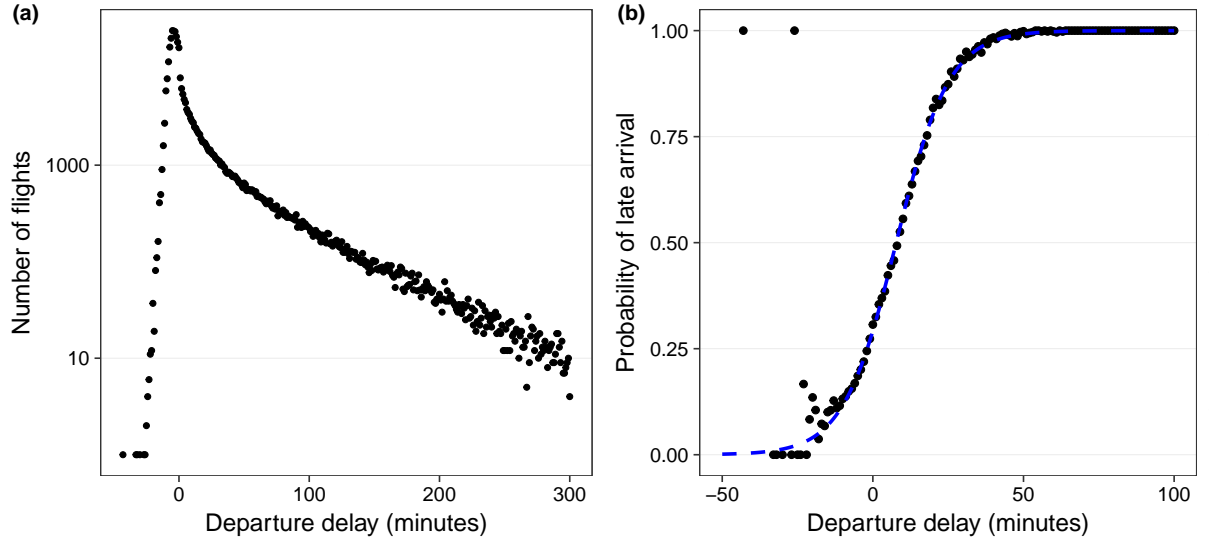 (a)
Number of flights
1000
10
0 100 200 300
Departure delay (minutes)
(b)
Probability of late arrival
1.00
0.75
0.50
0.25
0.00
−50 0 50 100
Departure delay (minutes)